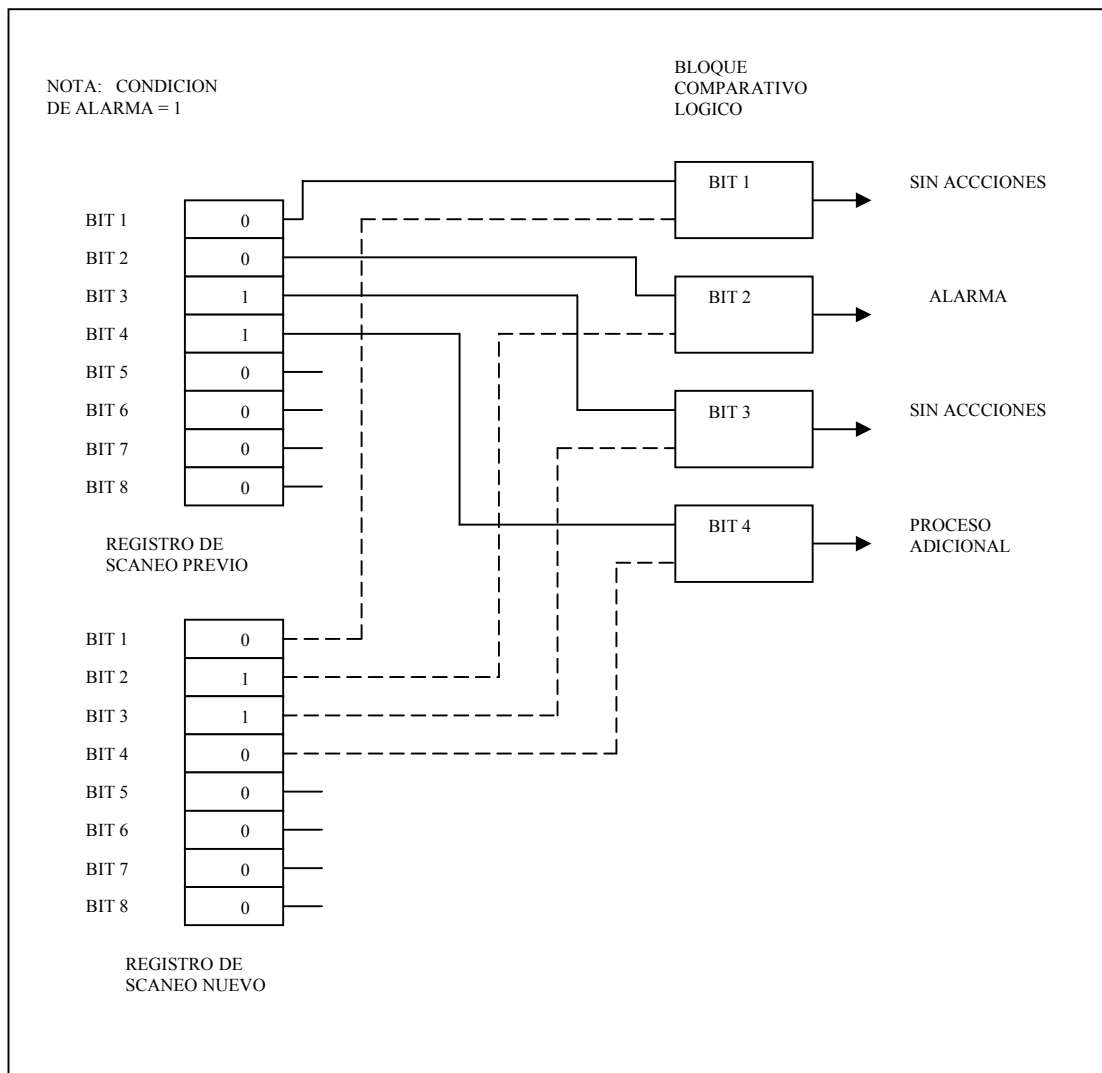 NOTA: CONDICION
DE ALARMA = 1
BLOQUE
COMPARATIVO
LOGICO
BIT 1 0
BIT 2 0
BIT 3 1
BIT 4 1
BIT 5 0
BIT 6 0
BIT 7 0
BIT 8 0
REGISTRO DE
SCANEO PREVIO
BIT 1 0
BIT 2 1
BIT 3 1
BIT 4 0
BIT 5 0
BIT 6 0
BIT 7 0
BIT 8 0
REGISTRO DE
SCANEO NUEVO
BIT 1
SIN ACCCIONES
BIT 2
ALARMA
BIT 3
SIN ACCCIONES
BIT 4
PROCESO
ADICIONAL